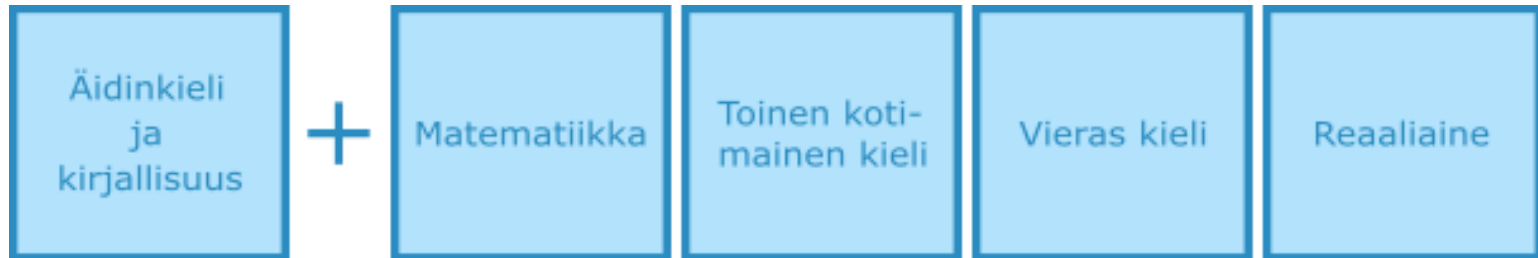 Äidinkieli
ja
kirjallisuus
+
Matematiikka
Toinen koti-
mainen kieli
Vieras kieli
Reaaliaine